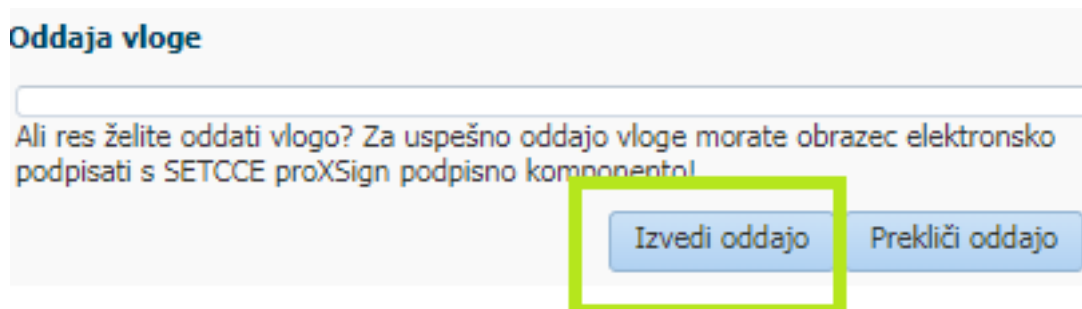 Oddaja vloge
Ali res želite oddati vlogo? Za uspešno oddajo vloge morate obrazec elektronsko
podpisati s SETCCE proXSign podpisno komponento!
Izvedi oddajo Prekliči oddajo